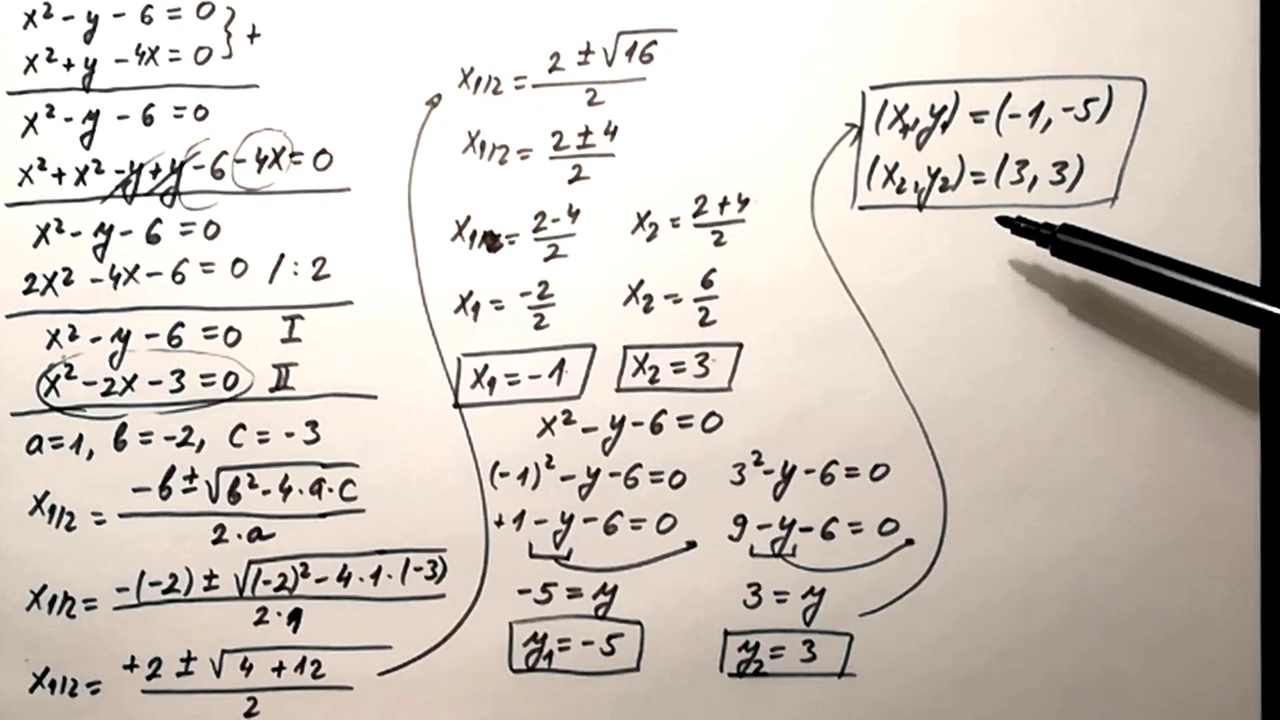 x² - y - 6 = 0 } +
x² + y - 4x = 0
x² - y - 6 = 0
x² + x² - y + y - 6 - 4x = 0
x² - y - 6 = 0
2x² - 4x - 6 = 0 / : 2
x² - y - 6 = 0 I
x² - 2x - 3 = 0 II
a = 1, b = -2, c = -3
x1/2 = (-b ± √(b² - 4·a·c)) / (2·a)
x1/2 = (-(-2) ± √((-2)² - 4·1·(-3))) / (2·1)
x1/2 = (+2 ± √(4 + 12)) / 2
x1/2 = (2 ± √16) / 2
x1/2 = (2 ± 4) / 2
x1 = (2 - 4) / 2 x2 = (2 + 4) / 2
x1 = -2 / 2 x2 = 6 / 2
x1 = -1 x2 = 3
x² - y - 6 = 0
(-1)² - y - 6 = 0 3² - y - 6 = 0
+1 - y - 6 = 0 9 - y - 6 = 0
-5 = y 3 = y
y1 = -5 y2 = 3
(x1, y1) = (-1, -5)
(x2, y2) = (3, 3)